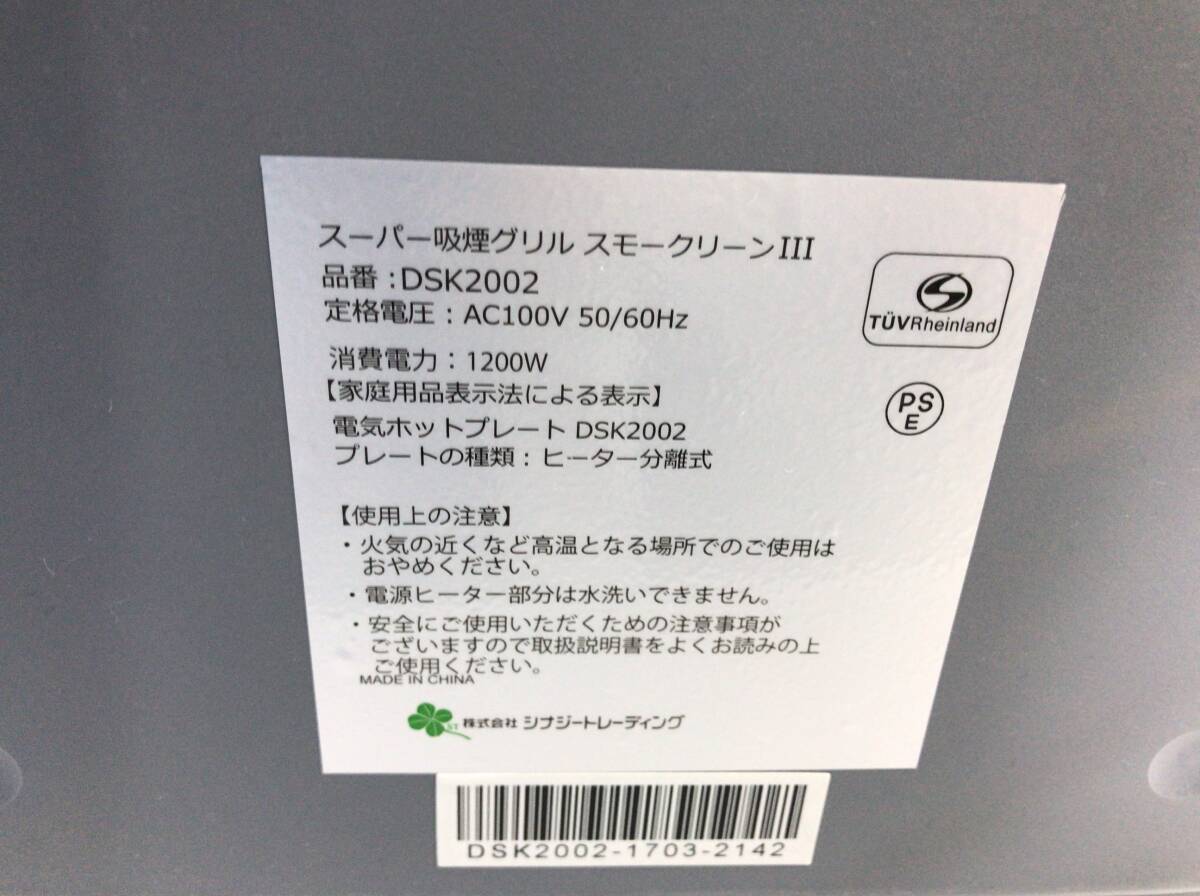 スーパー吸煙グリル スモークリーンIII
品番 : DSK2002
定格電圧 : AC100V 50/60Hz
消費電力 : 1200W
【家庭用品表示法による表示】
電気ホットプレート DSK2002
プレートの種類 : ヒーター分離式
TÜVRheinland
PS
E
【使用上の注意】
・火気の近くなど高温となる場所でのご使用は
おやめください。
・電源ヒーター部分は水洗いできません。
・安全にご使用いただくための注意事項が
ございますので取扱説明書をよくお読みの上
ご使用ください。
MADE IN CHINA
ST 株式会社 シナジートレーディング
DSK2002-1703-2142